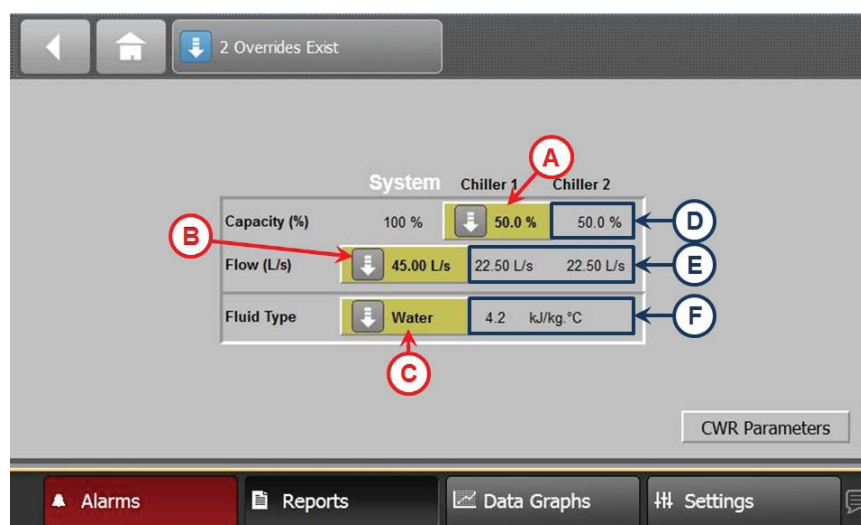 2 Overrides Exist
A
System Chiller 1 Chiller 2
Capacity (%) 100 % 50.0 % 50.0 % D
B
Flow (L/s) 45.00 L/s 22.50 L/s 22.50 L/s E
Fluid Type Water 4.2 kJ/kg.°C F
C
CWR Parameters
Alarms Reports Data Graphs Settings